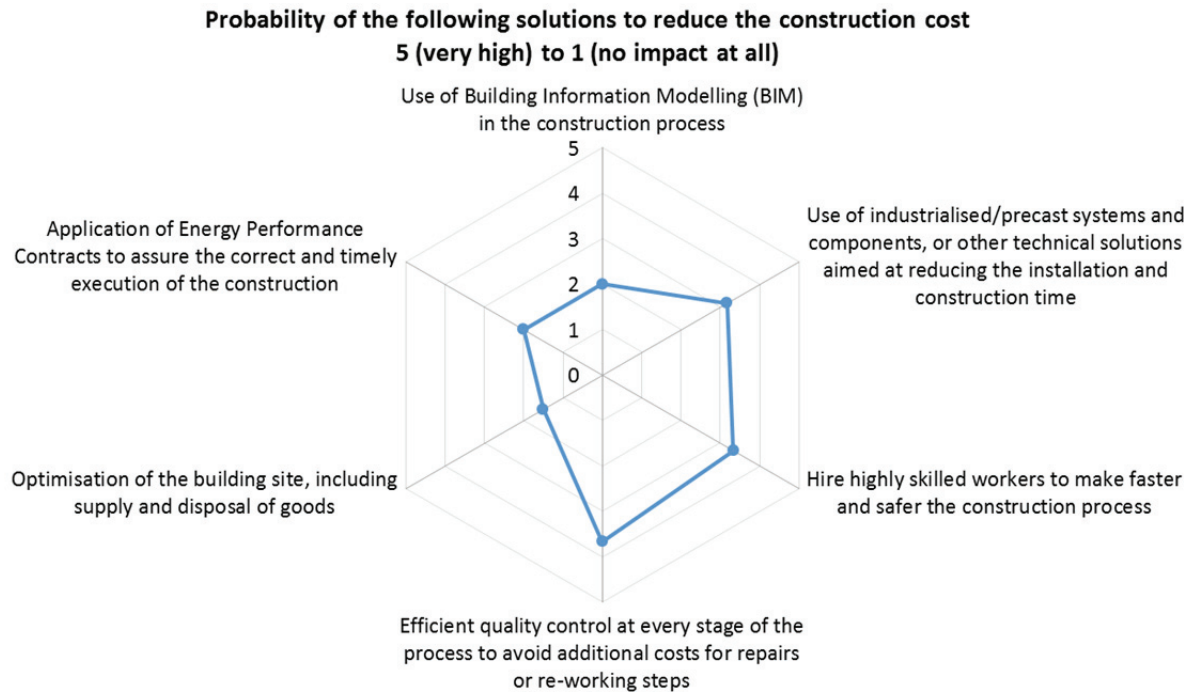 Probability of the following solutions to reduce the construction cost
5 (very high) to 1 (no impact at all)
Use of Building Information Modelling (BIM)
in the construction process
5
4
3
2
1
0
Use of industrialised/precast systems and
components, or other technical solutions
aimed at reducing the installation and
construction time
Hire highly skilled workers to make faster
and safer the construction process
Efficient quality control at every stage of the
process to avoid additional costs for repairs
or re-working steps
Optimisation of the building site, including
supply and disposal of goods
Application of Energy Performance
Contracts to assure the correct and timely
execution of the construction